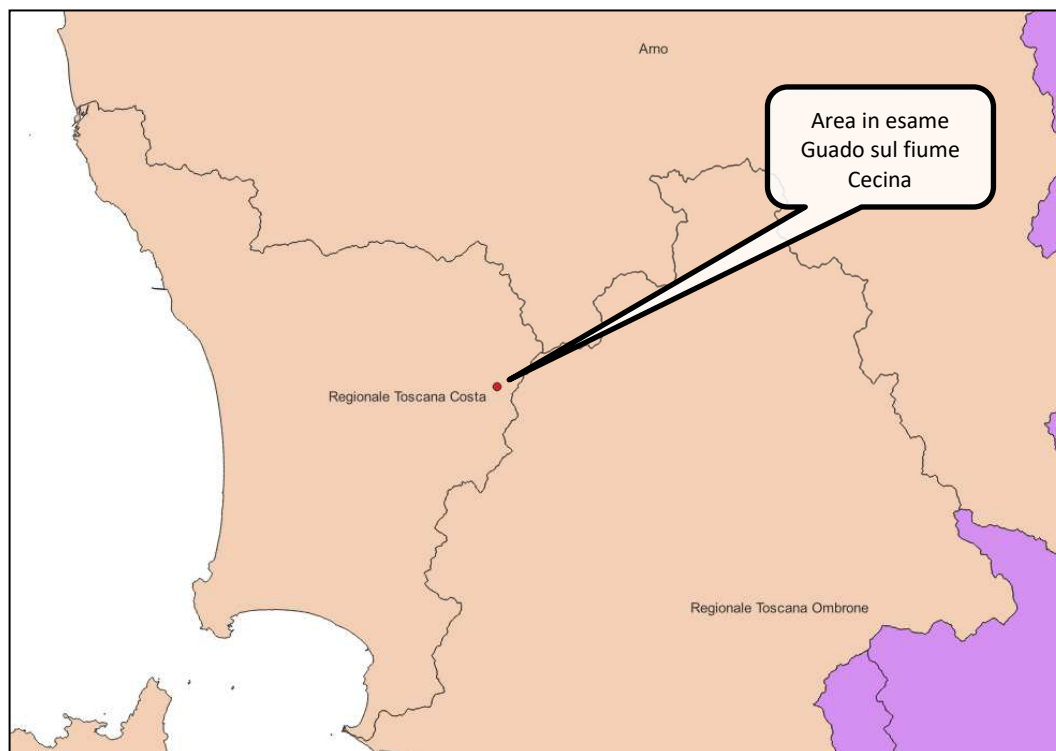 Arno
Area in esame
Guado sul fiume
Cecina
Regionale Toscana Costa
Regionale Toscana Ombrone